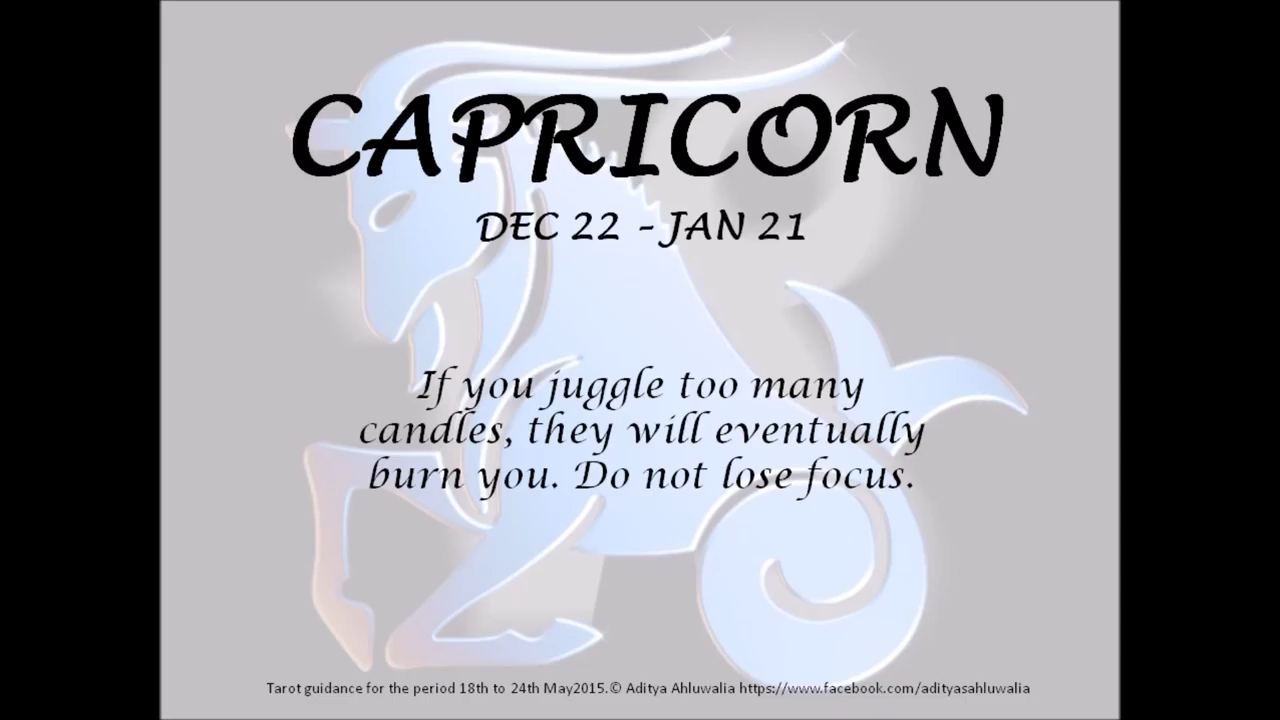 CAPRICORN
DEC 22 - JAN 21
If you juggle too many
candles, they will eventually
burn you. Do not lose focus.
Tarot guidance for the period 18th to 24th May2015.© Aditya Ahluwalia https://www.facebook.com/adityasahluwalia